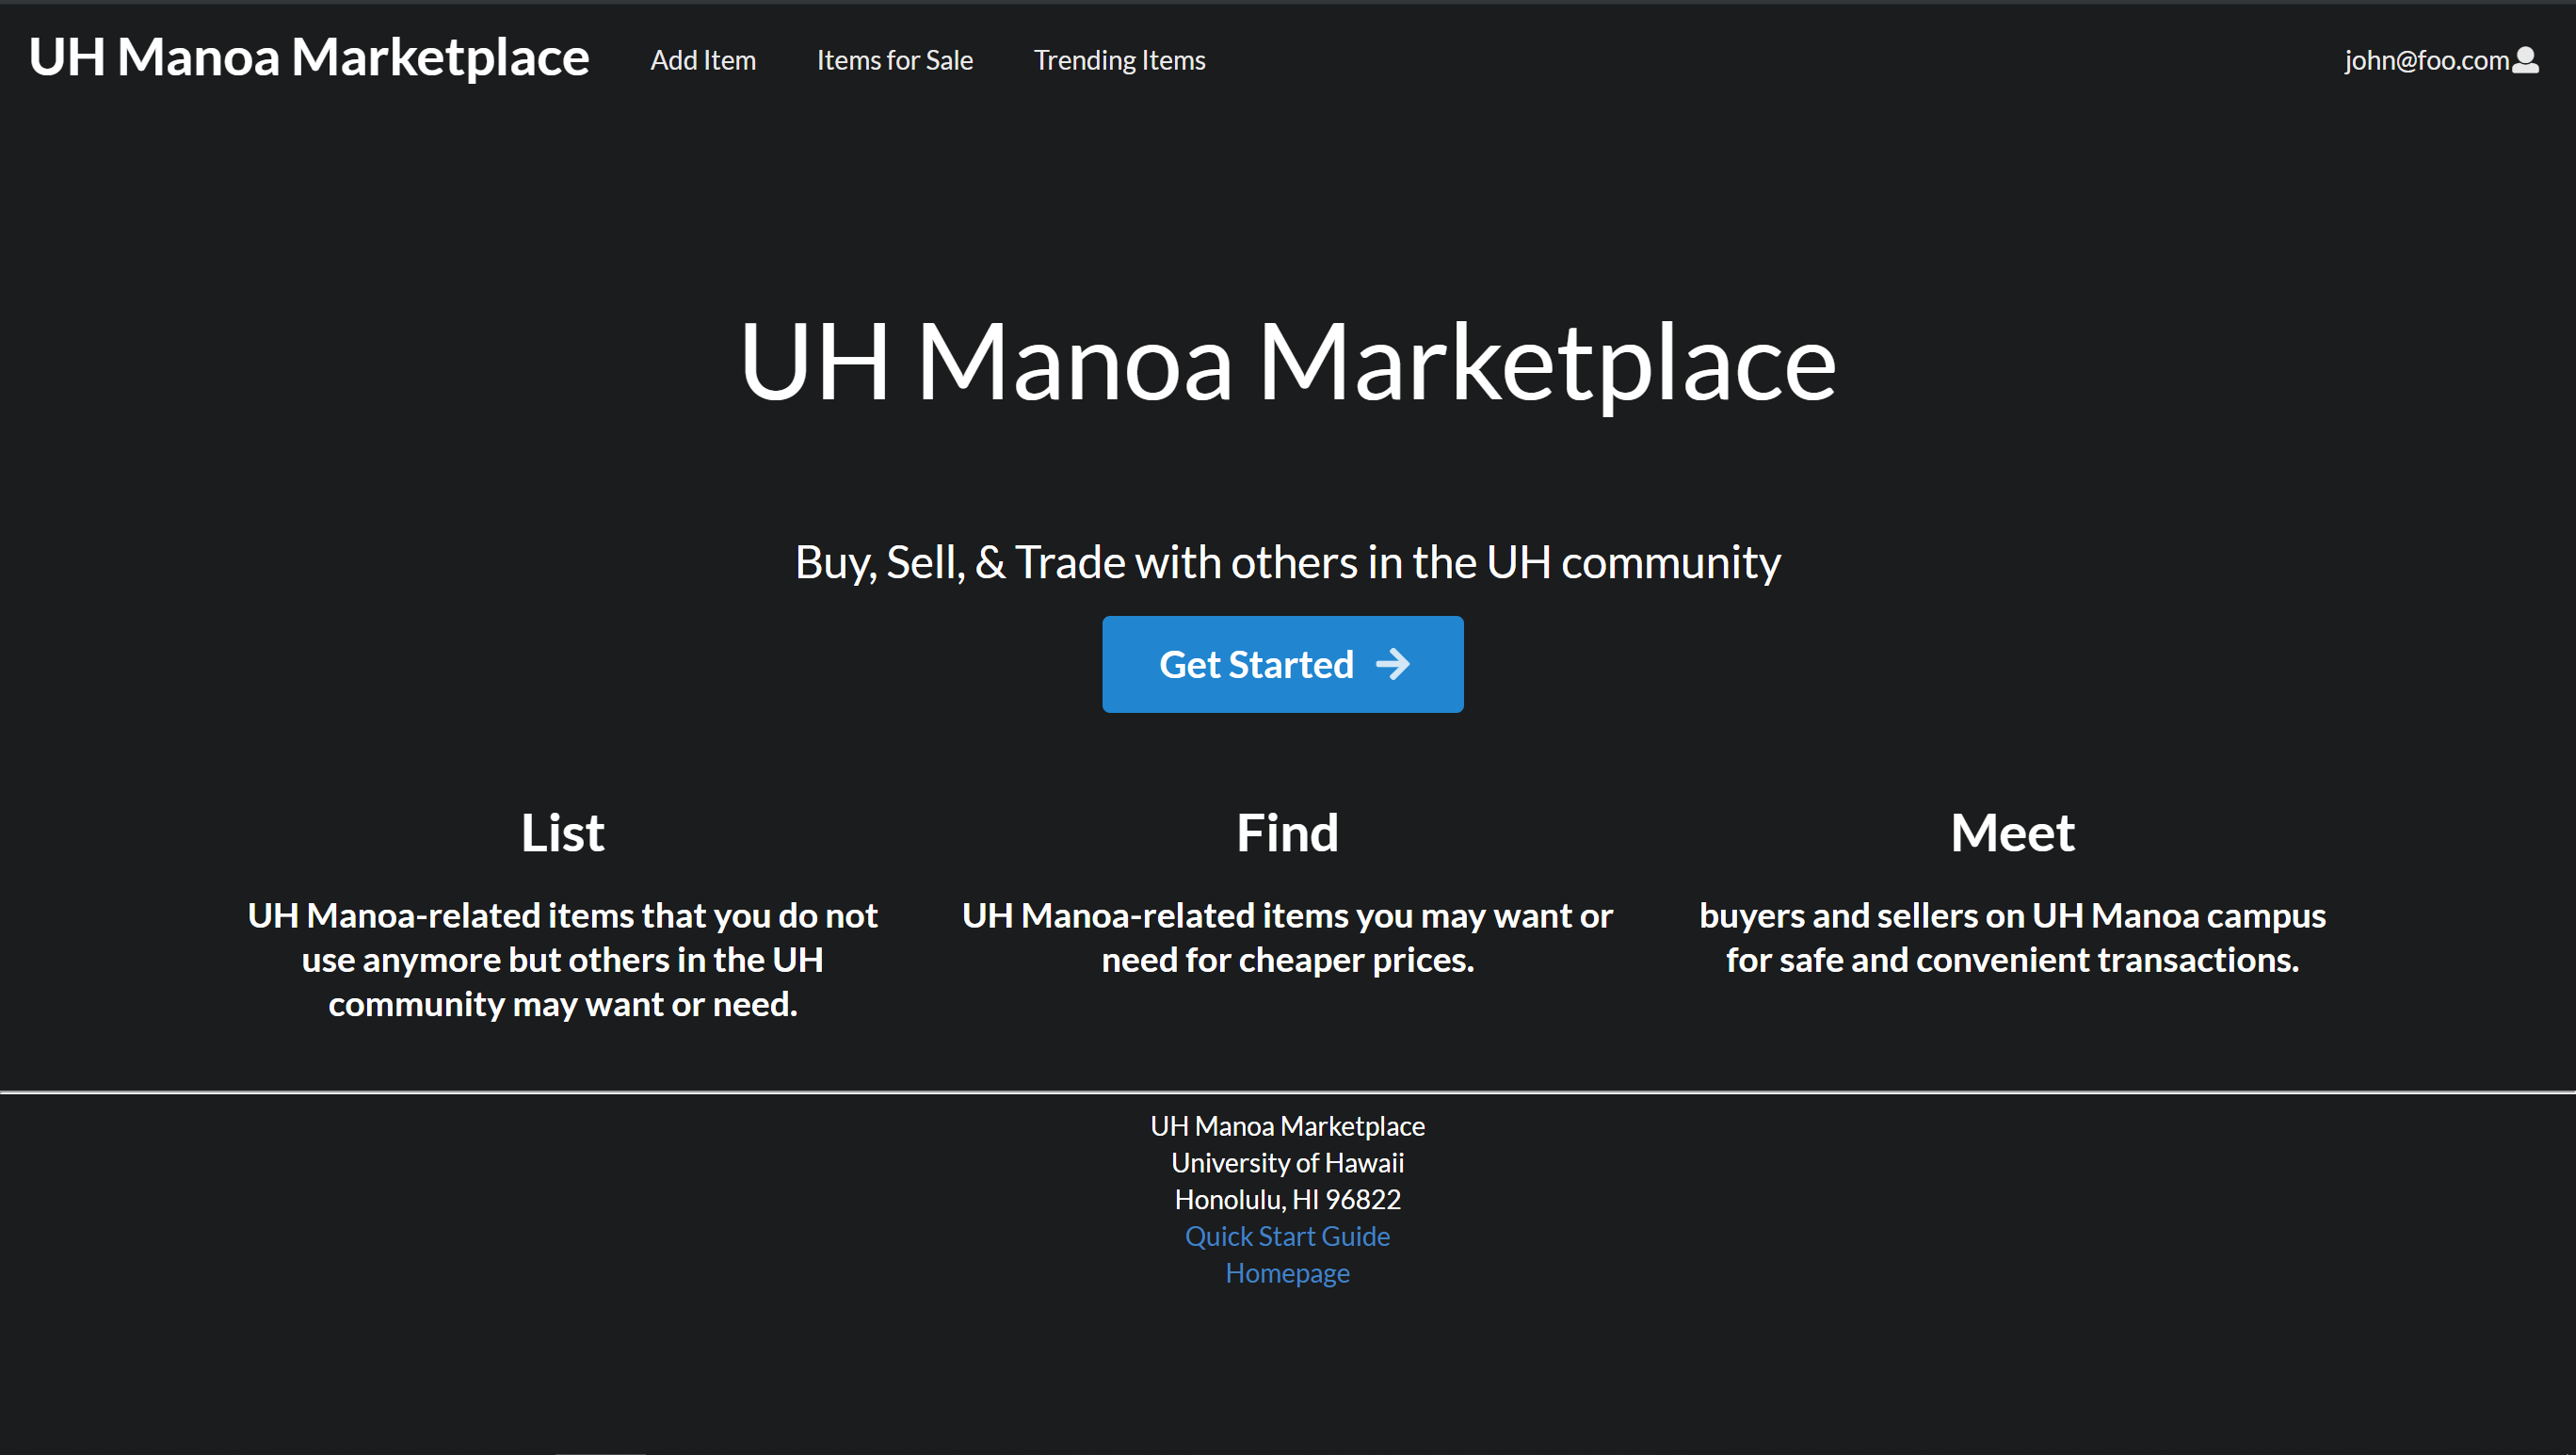 UH Manoa Marketplace Add Item Items for Sale Trending Items john@foo.com
UH Manoa Marketplace
Buy, Sell, & Trade with others in the UH community
Get Started
List
UH Manoa-related items that you do not
use anymore but others in the UH
community may want or need.
Find
UH Manoa-related items you may want or
need for cheaper prices.
Meet
buyers and sellers on UH Manoa campus
for safe and convenient transactions.
UH Manoa Marketplace
University of Hawaii
Honolulu, HI 96822
Quick Start Guide
Homepage